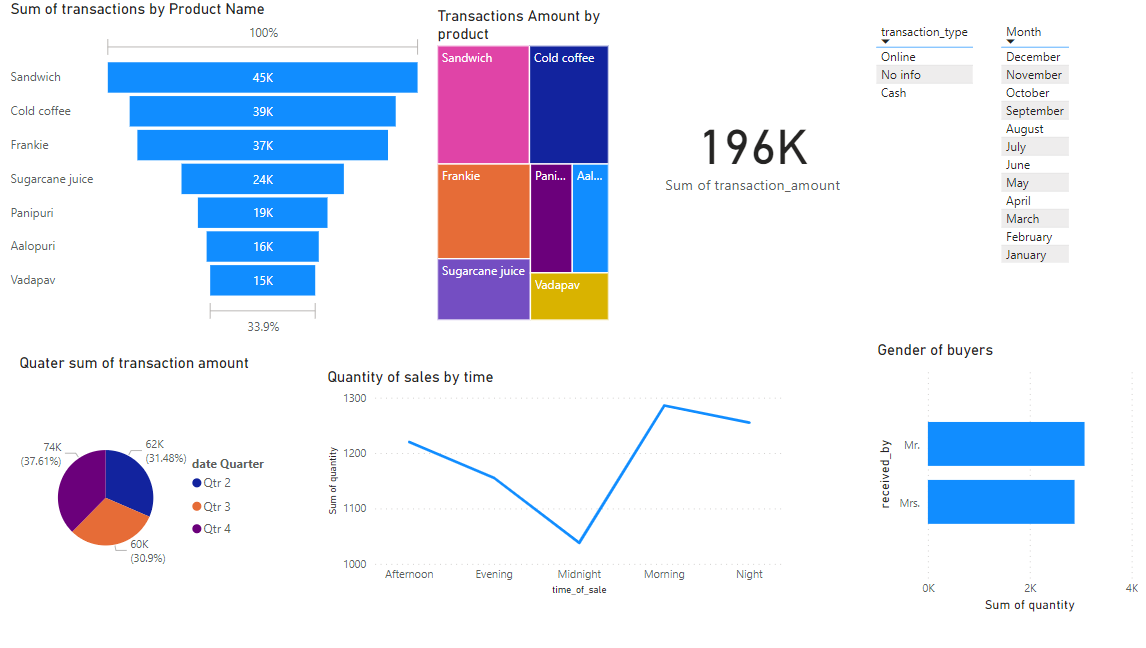 Sum of transactions by Product Name
100%
Sandwich 45K
Cold coffee 39K
Frankie 37K
Sugarcane juice 24K
Panipuri 19K
Aalopuri 16K
Vadapav 15K
33.9%
Transactions Amount by
product
Sandwich Cold coffee
Frankie Pani... Aal...
Sugarcane juice Vadapav
196K
Sum of transaction_amount
transaction_type
Online
No info
Cash
Month
December
November
October
September
August
July
June
May
April
March
February
January
Quater sum of transaction amount
74K
(37.61%)
62K
(31.48%)
60K
(30.9%)
date Quarter
Qtr 2
Qtr 3
Qtr 4
Quantity of sales by time
Sum of quantity
1300
1200
1100
1000
Afternoon Evening Midnight Morning Night
time_of_sale
Gender of buyers
received_by
Mr.
Mrs.
0K 2K 4K
Sum of quantity